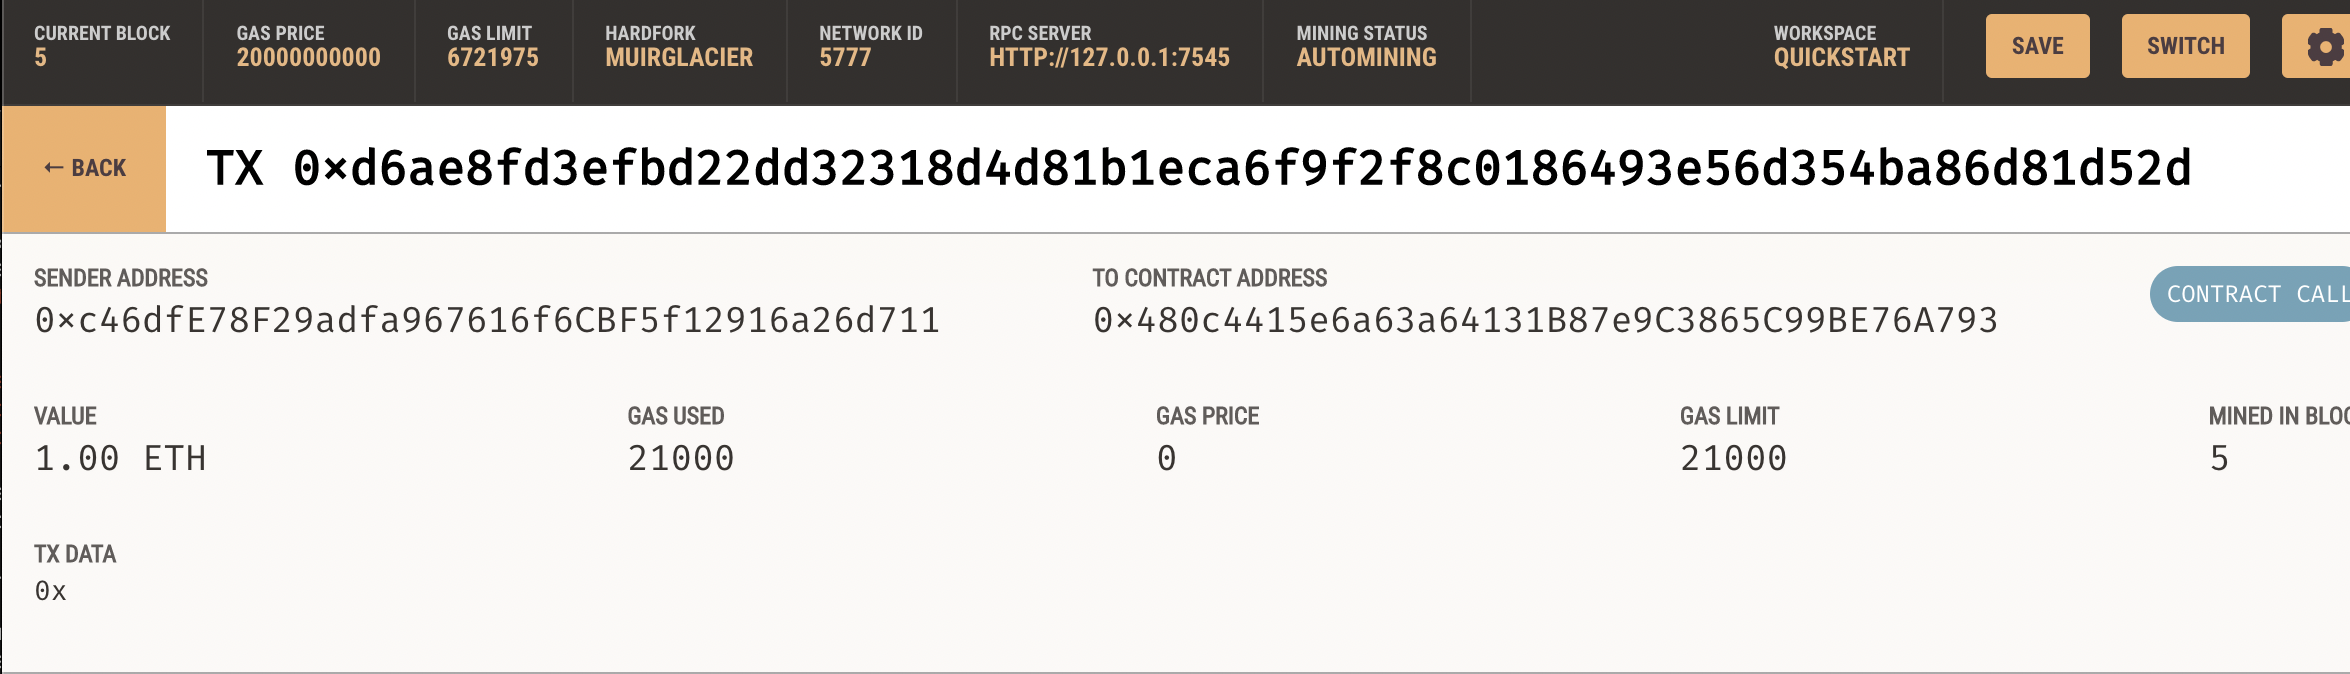 CURRENT BLOCK GAS PRICE GAS LIMIT HARDFORK NETWORK ID RPC SERVER MINING STATUS WORKSPACE
5 20000000000 6721975 MUIRGLACIER 5777 HTTP://127.0.0.1:7545 AUTOMINING QUICKSTART SAVE SWITCH
← BACK TX 0×d6ae8fd3efbd22dd32318d4d81b1eca6f9f2f8c0186493e56d354ba86d81d52d
SENDER ADDRESS TO CONTRACT ADDRESS
0×c46dfE78F29adfa967616f6CBF5f12916a26d711 0×480c4415e6a63a64131B87e9C3865C99BE76A793 CONTRACT CALL
VALUE GAS USED GAS PRICE GAS LIMIT MINED IN BLOC
1.00 ETH 21000 0 21000 5
TX DATA
0x